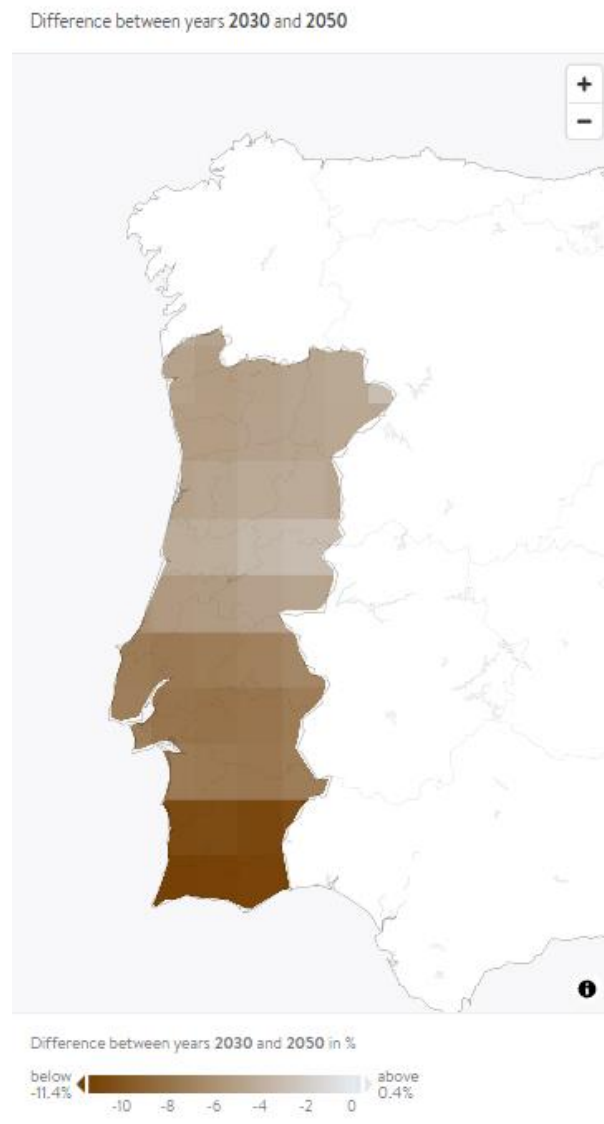 Difference between years 2030 and 2050
+
−
i
Difference between years 2030 and 2050 in %
below
-11.4%
above
0.4%
-10 -8 -6 -4 -2 0